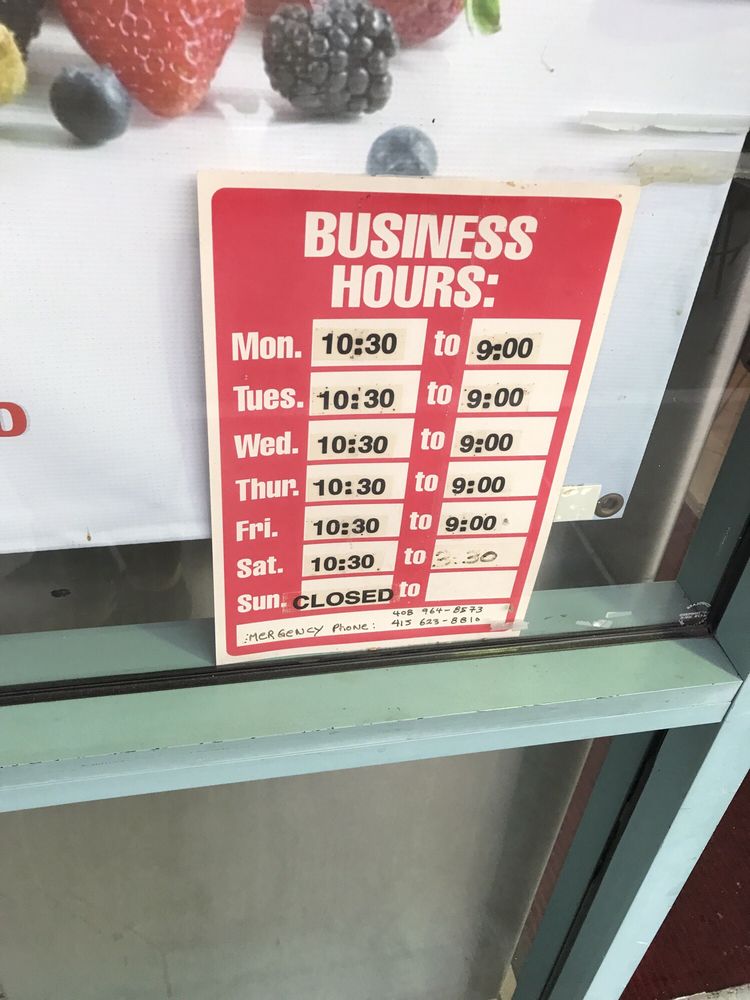 BUSINESS
HOURS:
Mon. 10:30 to 9:00
Tues. 10:30 to 9:00
Wed. 10:30 to 9:00
Thur. 10:30 to 9:00
Fri. 10:30 to 9:00
Sat. 10:30 to 3:30
Sun. CLOSED to
408 964-8573
:MERGENCY PHONE: 415 623-8810